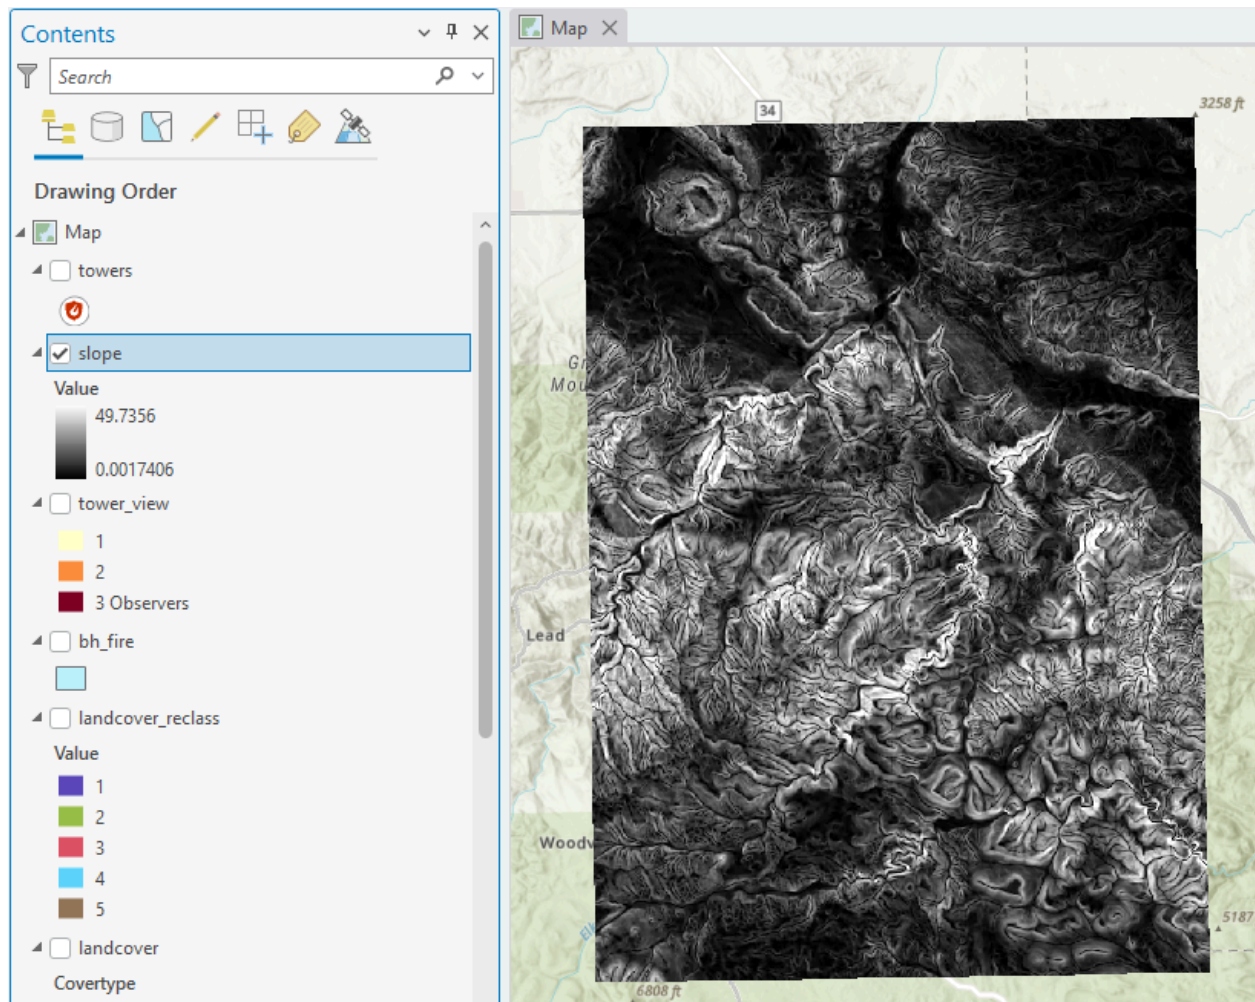 Contents
Search
Drawing Order
Map
towers
slope
Value
49.7356
0.0017406
tower_view
1
2
3 Observers
bh_fire
landcover_reclass
Value
1
2
3
4
5
landcover
Covertype
Map
34
3258 ft
Lead
5187
6808 ft